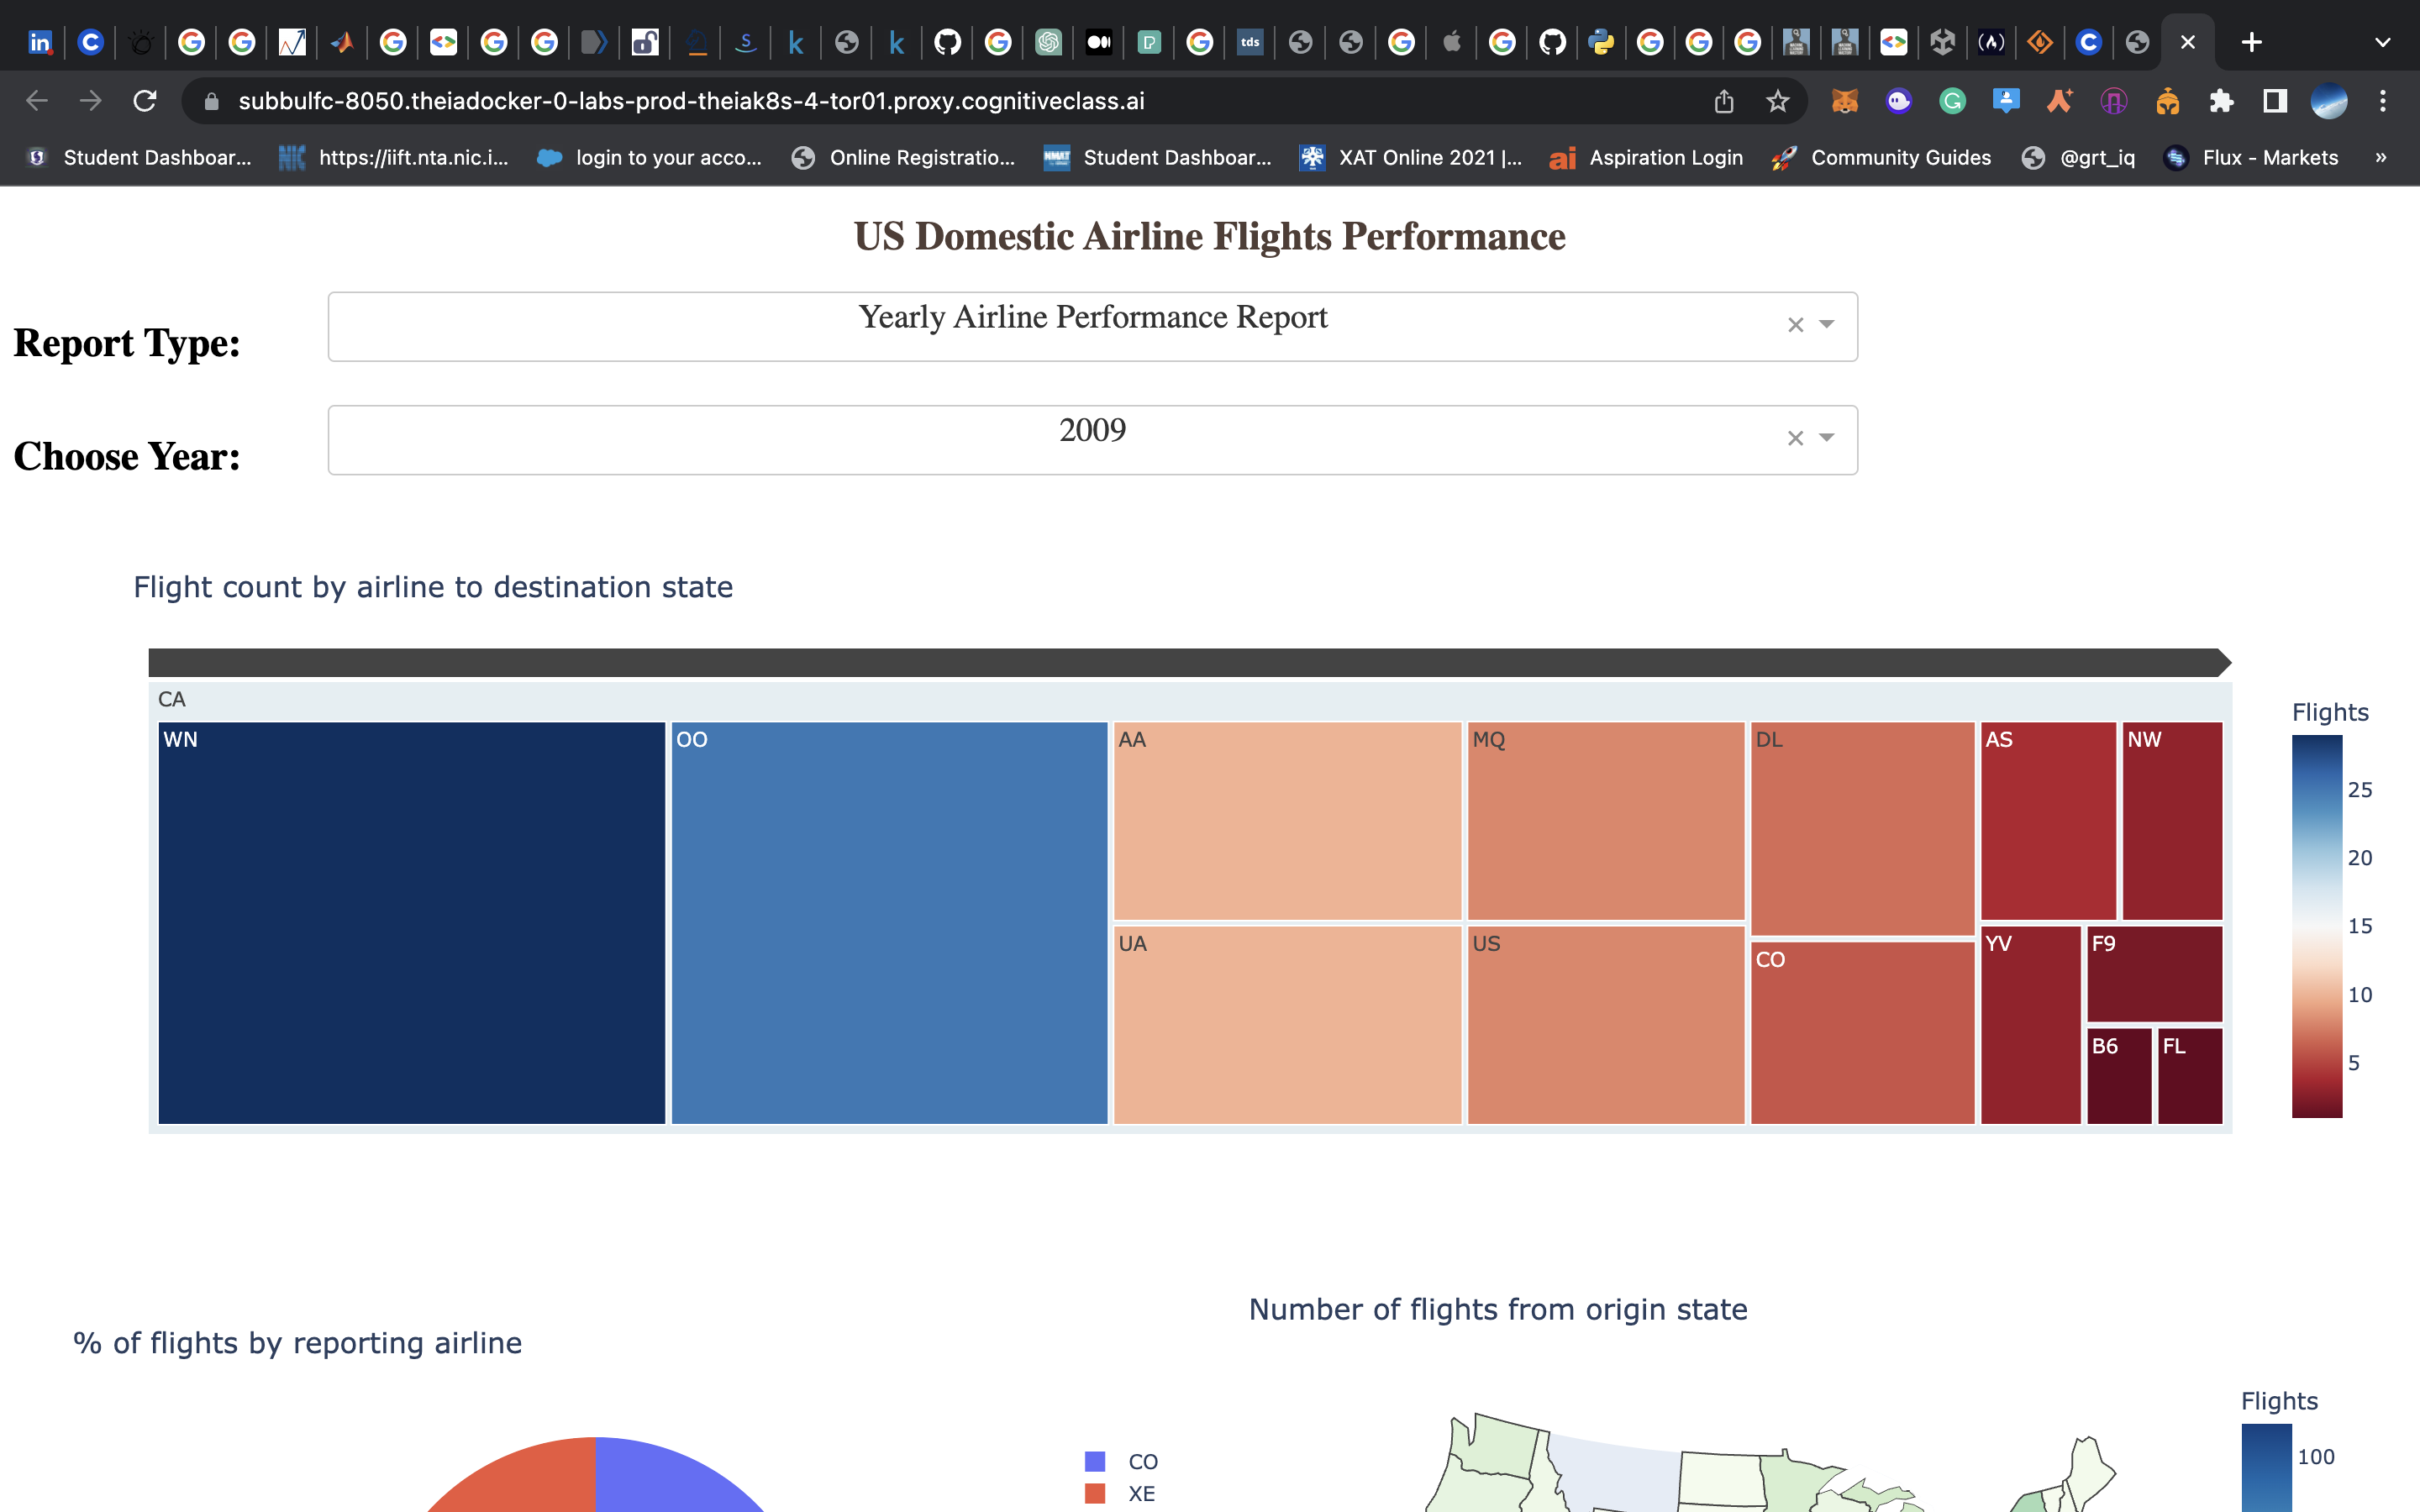 in C G G G <> G G S k k G P G tds G G G G G <> (A) C
subbulfc-8050.theiadocker-0-labs-prod-theiak8s-4-tor01.proxy.cognitiveclass.ai
Student Dashboar... https://iift.nta.nic.i... login to your acco... Online Registratio... NMAT Student Dashboar... XAT Online 2021 |... ai Aspiration Login Community Guides @grt_iq Flux - Markets »
US Domestic Airline Flights Performance
Report Type: Yearly Airline Performance Report
Choose Year: 2009
Flight count by airline to destination state
CA
Flights
WN OO AA MQ DL AS NW
25
20
15
UA US YV F9
CO
10
B6 FL
5
Number of flights from origin state
% of flights by reporting airline
Flights
100
CO
XE